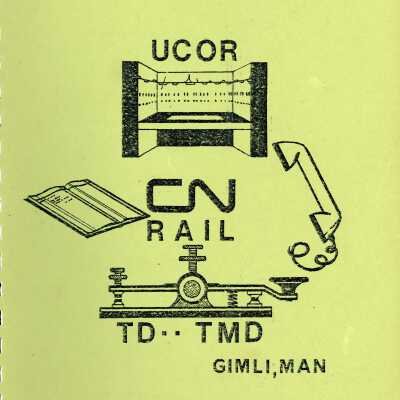 UCOR
CN
RAIL
TD·· TMD
GIMLI,MAN